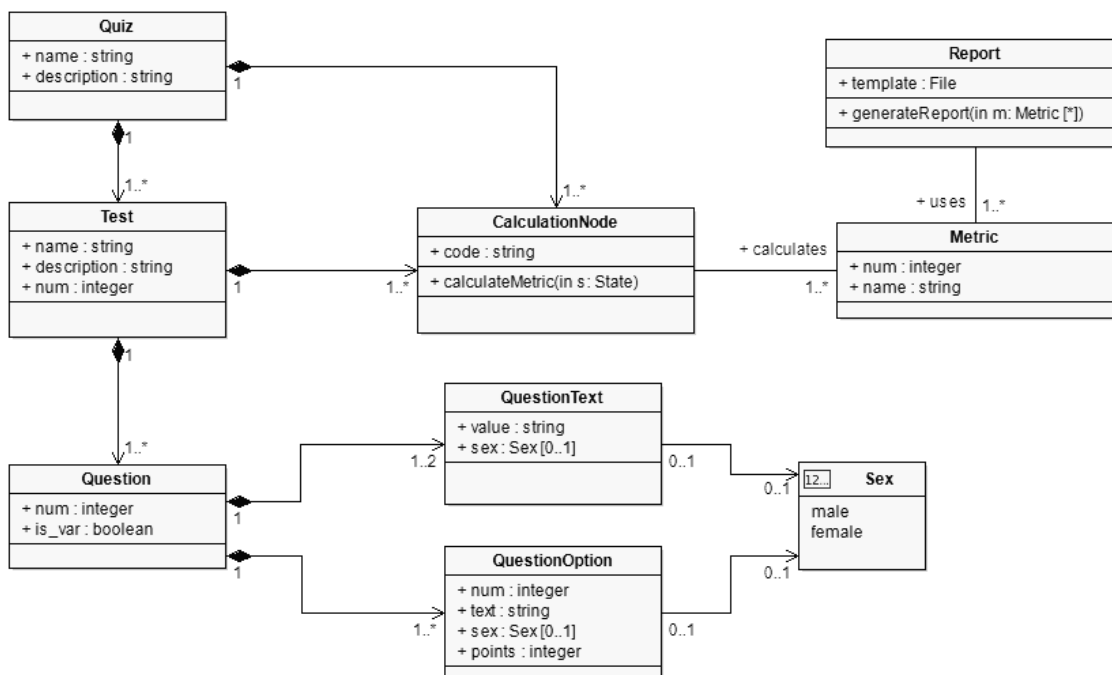 Quiz
+ name : string
+ description : string
1
1
1..*
1..*
Report
+ template : File
+ generateReport(in m: Metric [*])
+ uses
1..*
Test
+ name : string
+ description : string
+ num : integer
1
1
1..*
CalculationNode
+ code : string
+ calculateMetric(in s: State)
+ calculates
1..*
Metric
+ num : integer
+ name : string
1..*
Question
+ num : integer
+ is_var : boolean
1
1
1..2
QuestionText
+ value : string
+ sex : Sex [0..1]
0..1
0..1
12...
Sex
male
female
1..*
QuestionOption
+ num : integer
+ text : string
+ sex : Sex [0..1]
+ points : integer
0..1
0..1